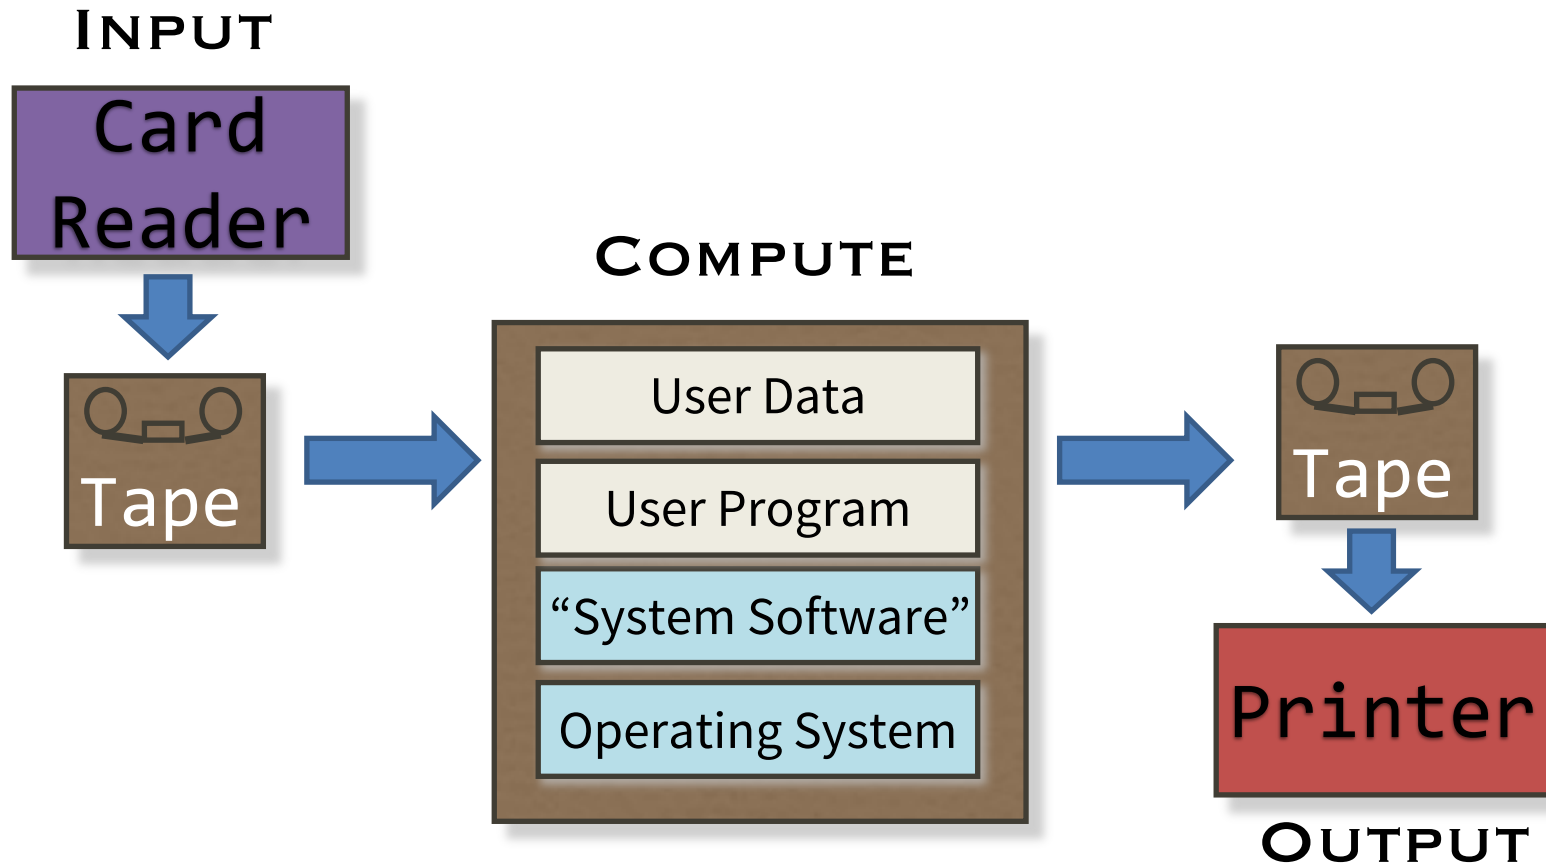 INPUT
Card
Reader
Tape
COMPUTE
User Data
User Program
“System Software”
Operating System
Tape
Printer
OUTPUT